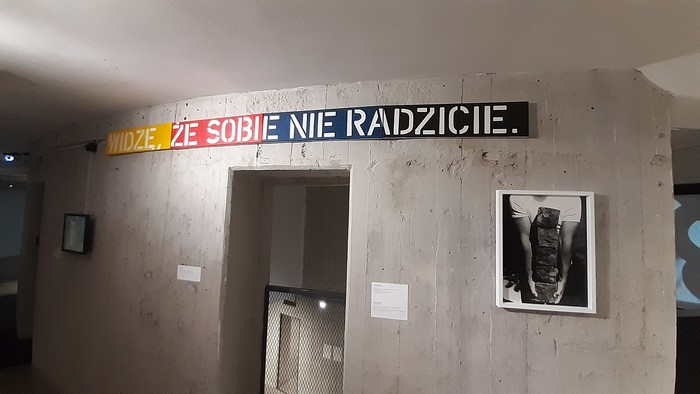 WIDZĘ, ŻE SOBIE NIE RADZICIE.